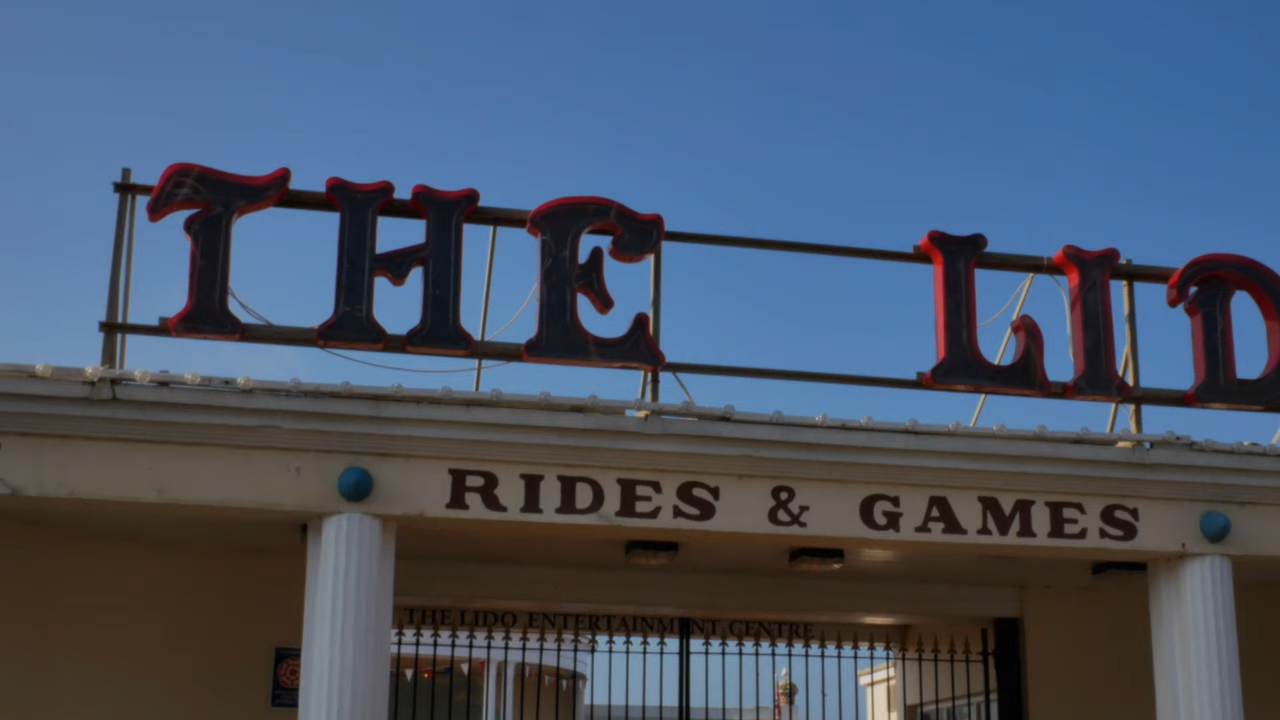 THE LID
RIDES & GAMES
THE LIDO ENTERTAINMENT CENTRE